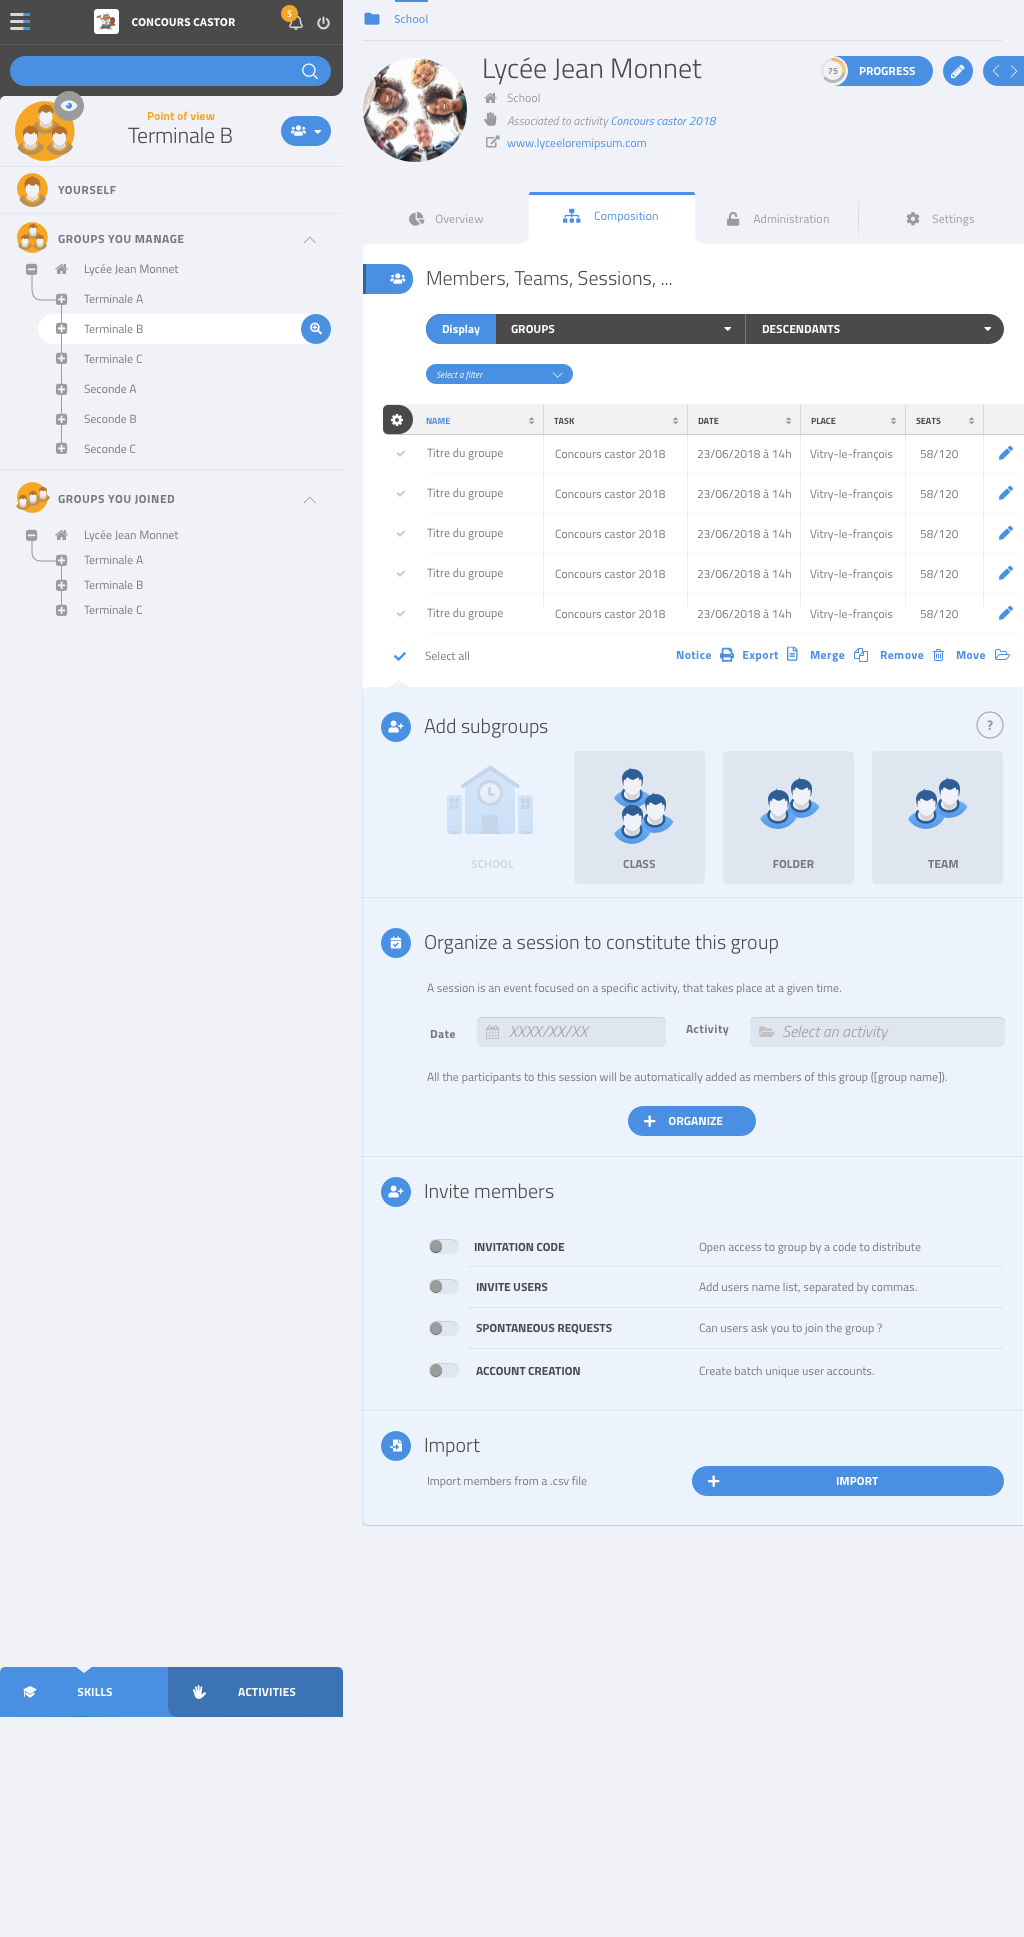 CONCOURS CASTOR
5
Point of view
Terminale B
YOURSELF
GROUPS YOU MANAGE
Lycée Jean Monnet
Terminale A
Terminale B
Terminale C
Seconde A
Seconde B
Seconde C
GROUPS YOU JOINED
Lycée Jean Monnet
Terminale A
Terminale B
Terminale C
SKILLS
ACTIVITIES
School
Lycée Jean Monnet
School
Associated to activity Concours castor 2018
www.lyceeloremipsum.com
75
PROGRESS
Overview
Composition
Administration
Settings
Members, Teams, Sessions, ...
Display GROUPS DESCENDANTS
Select a filter
NAME TASK DATE PLACE SEATS
Titre du groupe Concours castor 2018 23/06/2018 à 14h Vitry-le-françois 58/120
Titre du groupe Concours castor 2018 23/06/2018 à 14h Vitry-le-françois 58/120
Titre du groupe Concours castor 2018 23/06/2018 à 14h Vitry-le-françois 58/120
Titre du groupe Concours castor 2018 23/06/2018 à 14h Vitry-le-françois 58/120
Titre du groupe Concours castor 2018 23/06/2018 à 14h Vitry-le-françois 58/120
Select all Notice Export Merge Remove Move
Add subgroups
?
SCHOOL CLASS FOLDER TEAM
Organize a session to constitute this group
A session is an event focused on a specific activity, that takes place at a given time.
Date XXXX/XX/XX Activity Select an activity
All the participants to this session will be automatically added as members of this group ([group name]).
ORGANIZE
Invite members
INVITATION CODE Open access to group by a code to distribute
INVITE USERS Add users name list, separated by commas.
SPONTANEOUS REQUESTS Can users ask you to join the group ?
ACCOUNT CREATION Create batch unique user accounts.
Import
Import members from a .csv file
IMPORT